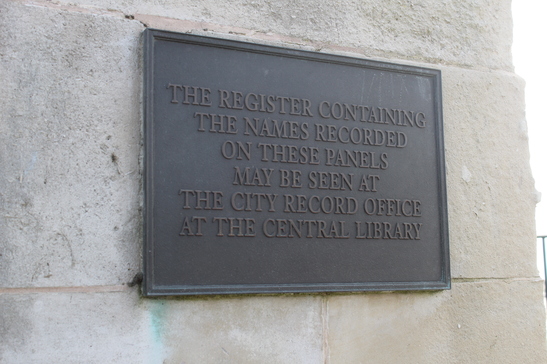 THE REGISTER CONTAINING
THE NAMES RECORDED
ON THESE PANELS
MAY BE SEEN AT
THE CITY RECORD OFFICE
AT THE CENTRAL LIBRARY